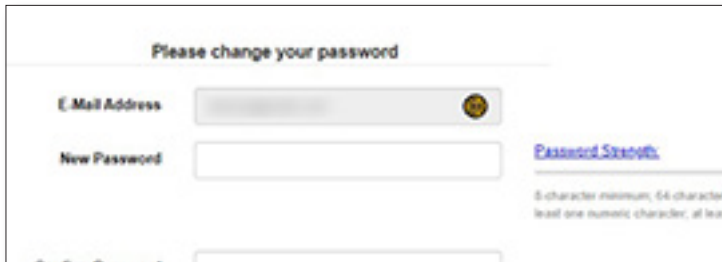 Please change your password
E-Mail Address
New Password
Password Strength:
8 character minimum; 64 character
least one numeric character; at lea